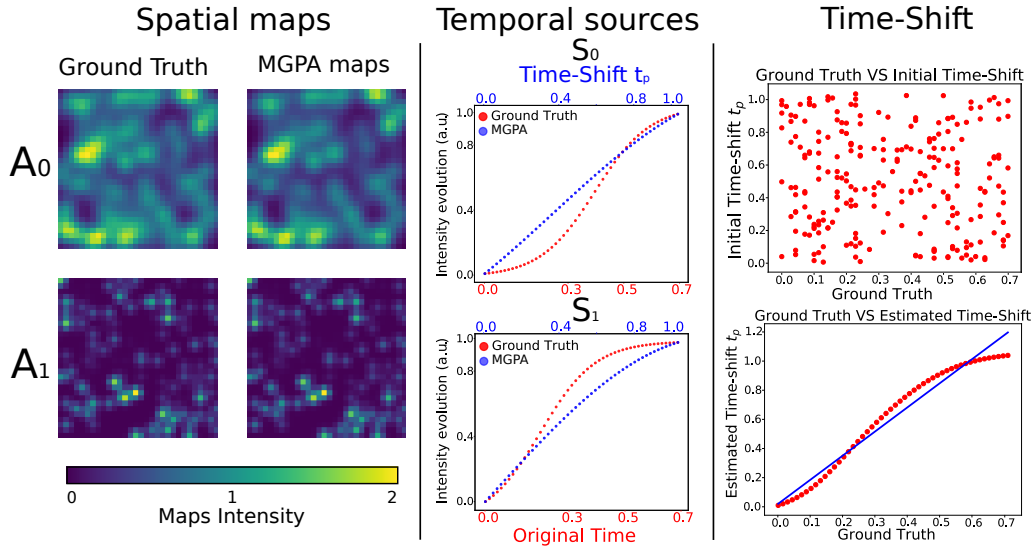 Spatial maps
Ground Truth
MGPA maps
A0
A1
0
1
2
Maps Intensity
Temporal sources
S0
Time-Shift tp
0.0 0.4 0.8 1.0
Ground Truth
MGPA
Intensity evolution (a.u)
0.8
0.4
0.0
0.0 0.3 0.5 0.7
S1
0.0 0.4 0.8 1.0
Ground Truth
MGPA
Intensity evolution (a.u)
0.8
0.4
0.0
0.0 0.3 0.5 0.7
Original Time
Time-Shift
Ground Truth VS Initial Time-Shift
Initial Time-shift tp
1.0
0.8
0.6
0.4
0.2
0.0
0.0 0.1 0.2 0.3 0.4 0.5 0.6 0.7
Ground Truth
Ground Truth VS Estimated Time-Shift
Estimated Time-shift tp
1.2
1.0
0.8
0.6
0.4
0.2
0.0
0.0 0.1 0.2 0.3 0.4 0.5 0.6 0.7
Ground Truth